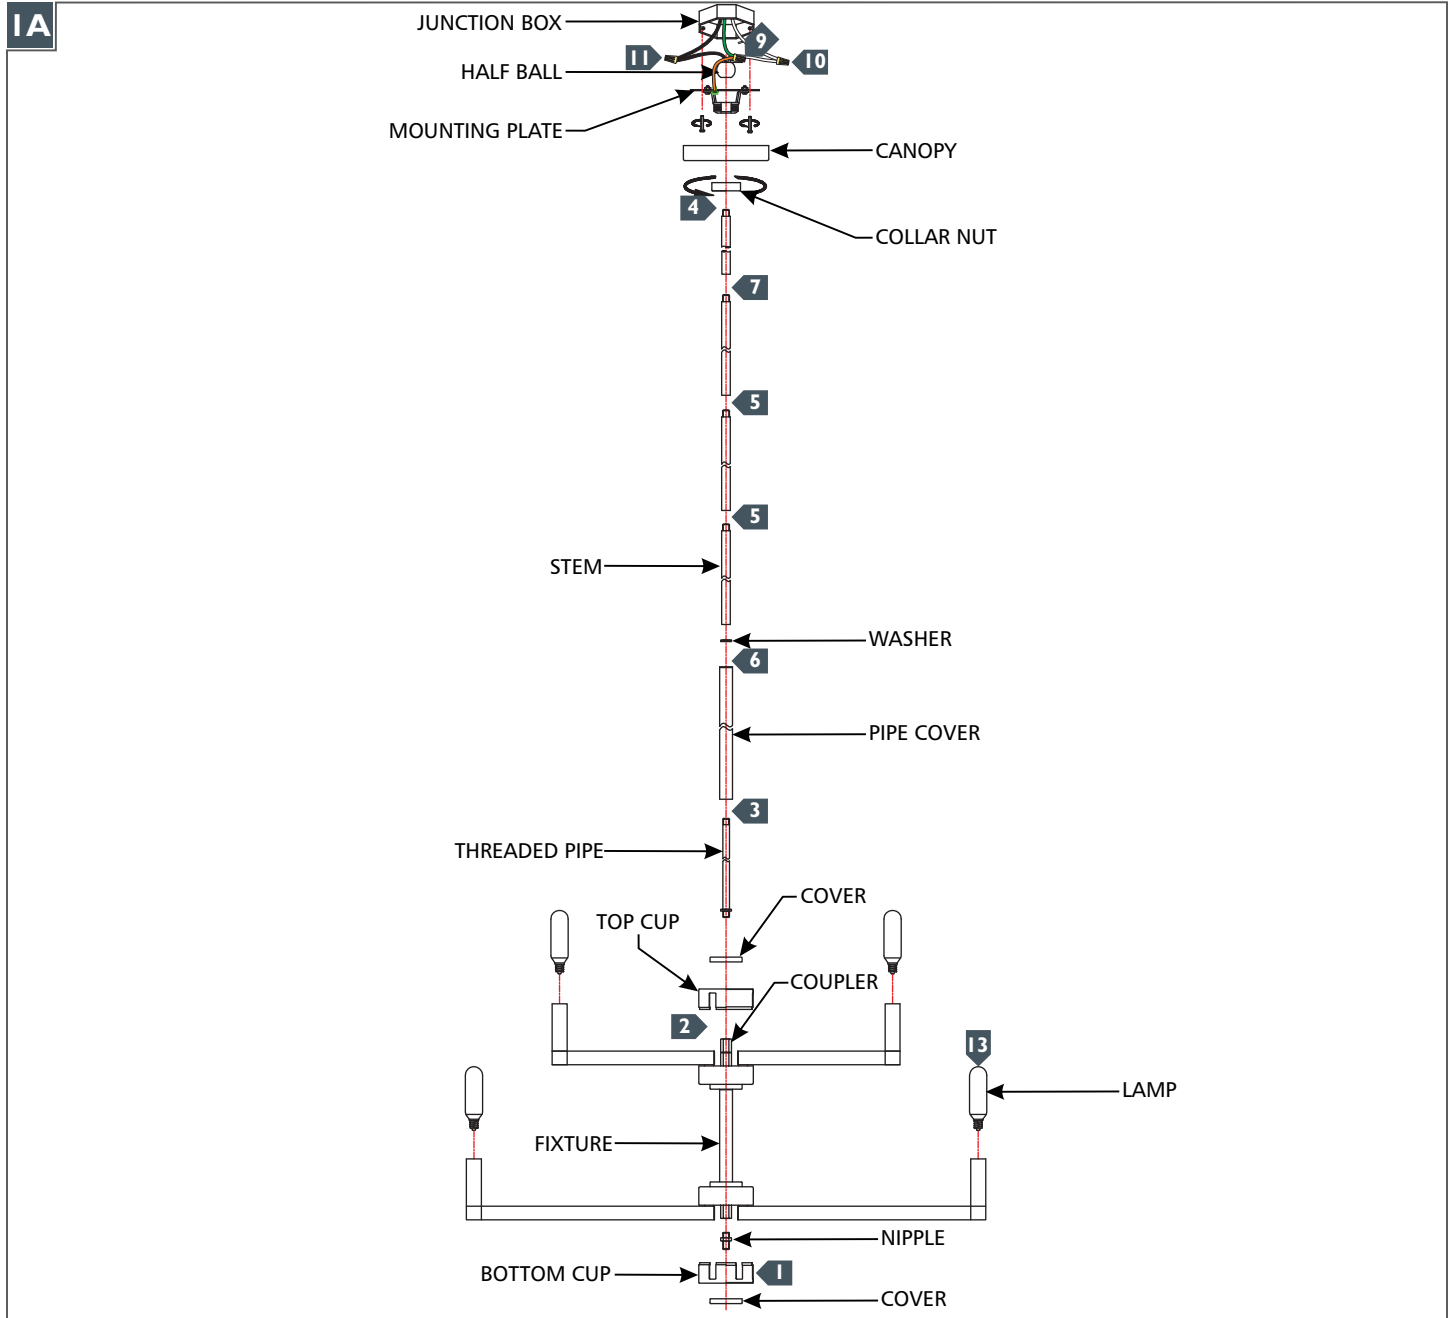 1A
JUNCTION BOX
9
11
10
HALF BALL
MOUNTING PLATE
CANOPY
4
COLLAR NUT
7
5
5
STEM
WASHER
6
PIPE COVER
3
THREADED PIPE
COVER
TOP CUP
COUPLER
2
13
LAMP
FIXTURE
NIPPLE
BOTTOM CUP
1
COVER